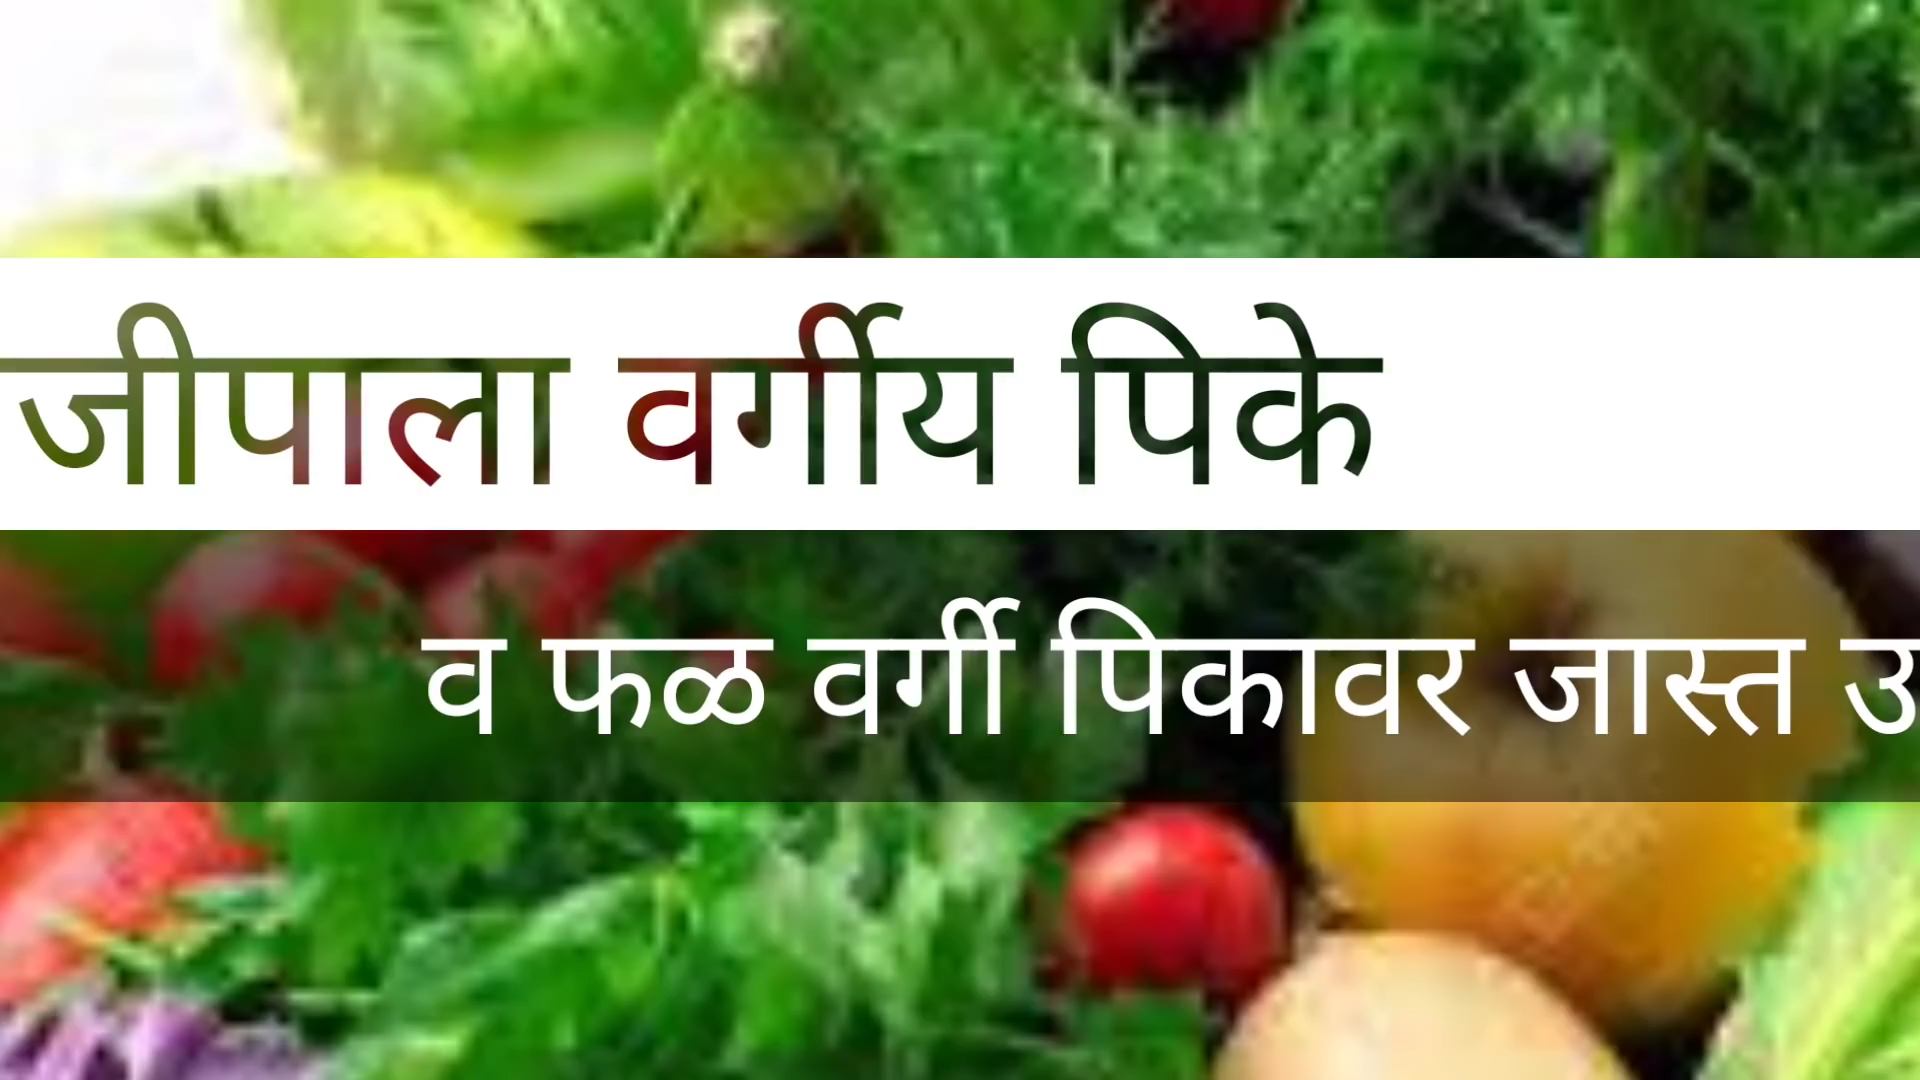 जीपाला वर्गीय पिके
व फळ वर्गी पिकावर जास्त उ